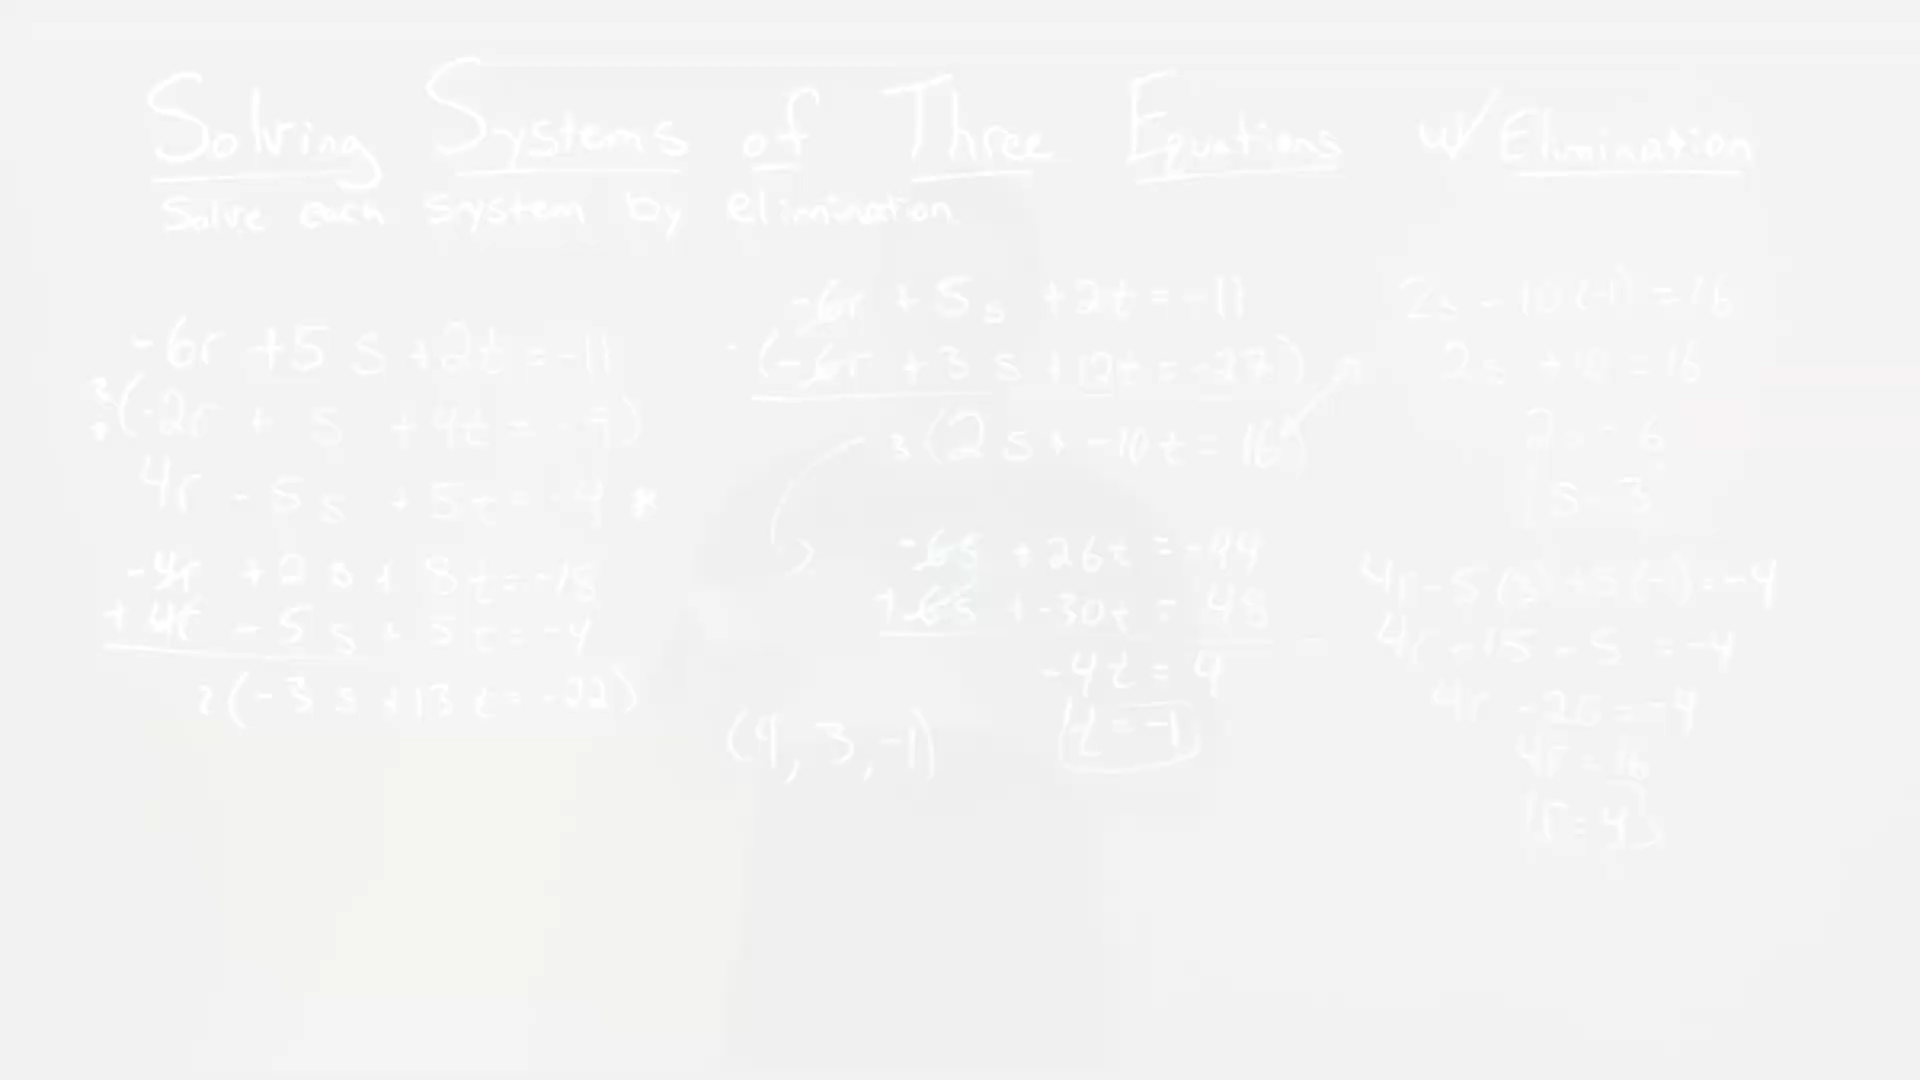 Solving Systems of Three Equations w/ Elimination
Solve each system by elimination
-6r + 5s + 2t = -11
(-2r + s + 4t = -9)
4r - 5s + 5t = -4 *
-4r + 2s + 8t = -18
+ 4r - 5s + 5t = -4
2(-3s + 13t = -22)
-6r + 5s + 2t = -11
-(-6r + 3s + 12t = -27)
3(2s + -10t = 16)
-6s + 26t = -44
+ 6s + -30t = 48
-4t = 4
t = -1
(4, 3, -1)
2s - 10(-1) = 16
2s + 10 = 16
2s = 6
s = 3
4r - 5(3) + 5(-1) = -4
4r - 15 - 5 = -4
4r - 20 = -4
4r = 16
r = 4